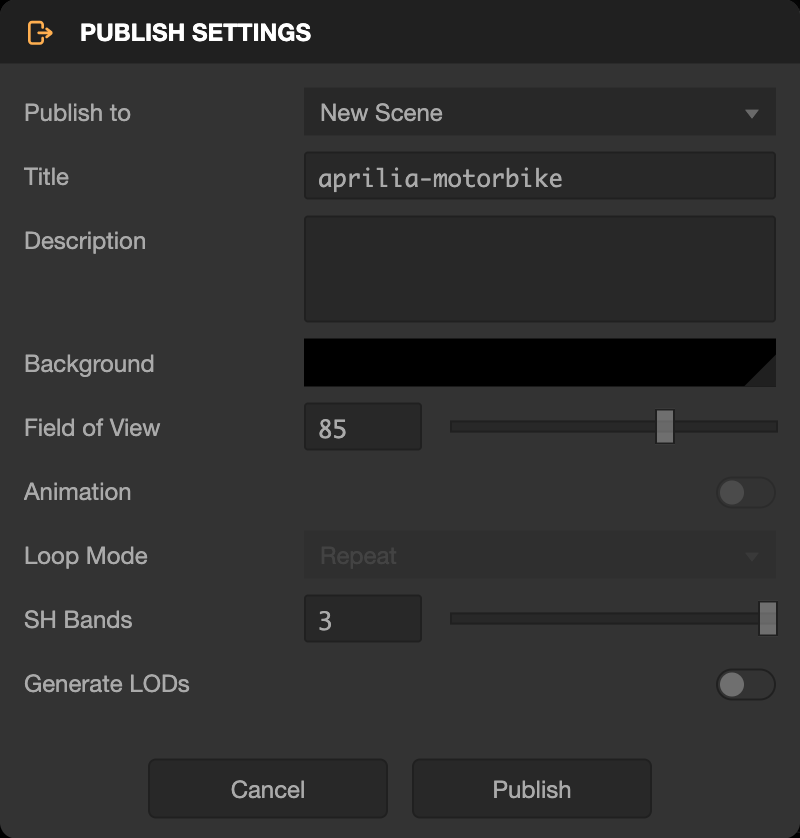 PUBLISH SETTINGS
Publish to New Scene
Title aprilia-motorbike
Description
Background
Field of View 85
Animation
Loop Mode Repeat
SH Bands 3
Generate LODs
Cancel Publish